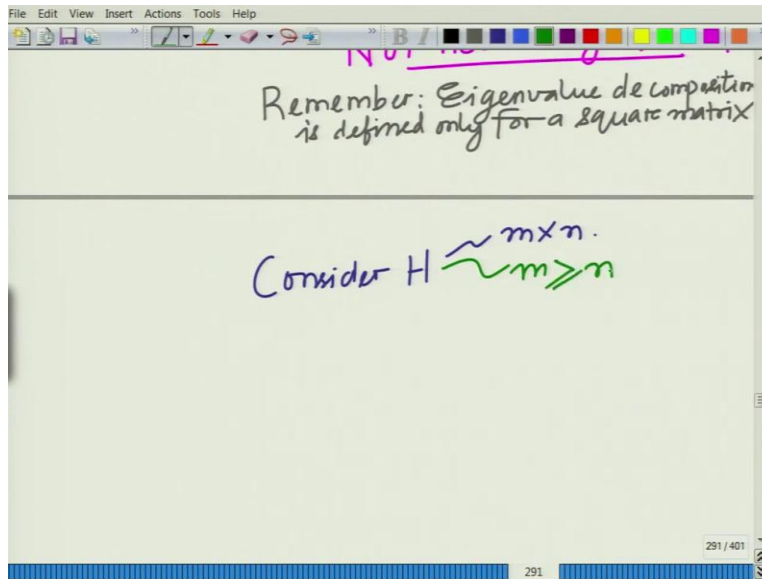 File Edit View Insert Actions Tools Help
B I
Remember: Eigenvalue decomposition
is defined only for a square matrix
Consider H m×n.
m≥n
291/401
291